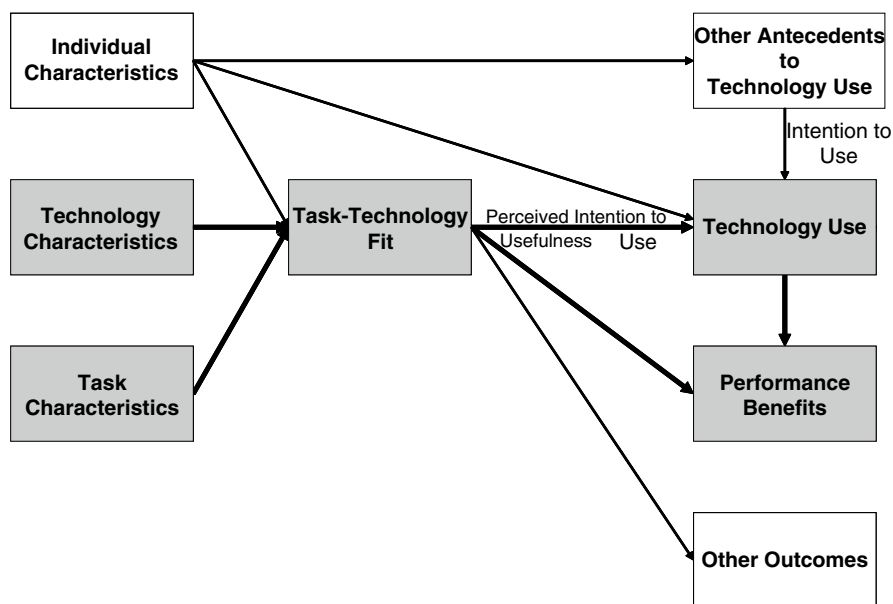 Individual
Characteristics
Other Antecedents
to
Technology Use
Intention to
Use
Technology
Characteristics
Task-Technology
Fit
Perceived Intention to
Usefulness Use
Technology Use
Task
Characteristics
Performance
Benefits
Other Outcomes